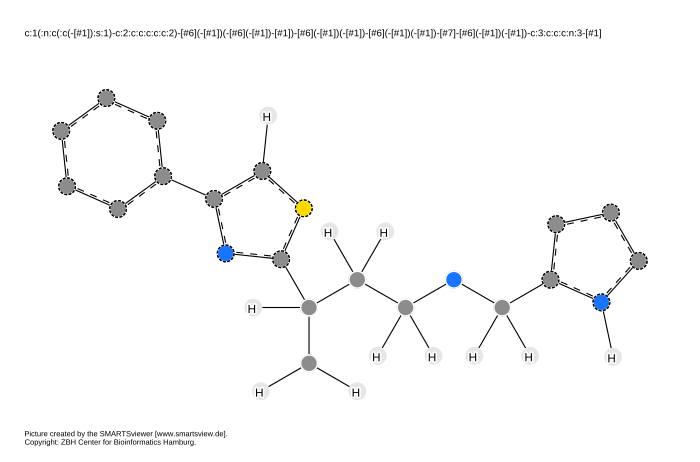 c:1(:n:c(:c(-[#1]):s:1)-c:2:c:c:c:c:c:2)-[#6](-[#1])(-[#6](-[#1])-[#1])-[#6](-[#1])(-[#1])-[#6](-[#1])(-[#1])-[#7]-[#6](-[#1])(-[#1])-c:3:c:c:c:n:3-[#1]
H
H H
H
H H H H H
H H
Picture created by the SMARTSviewer [www.smartsview.de].
Copyright: ZBH Center for Bioinformatics Hamburg.